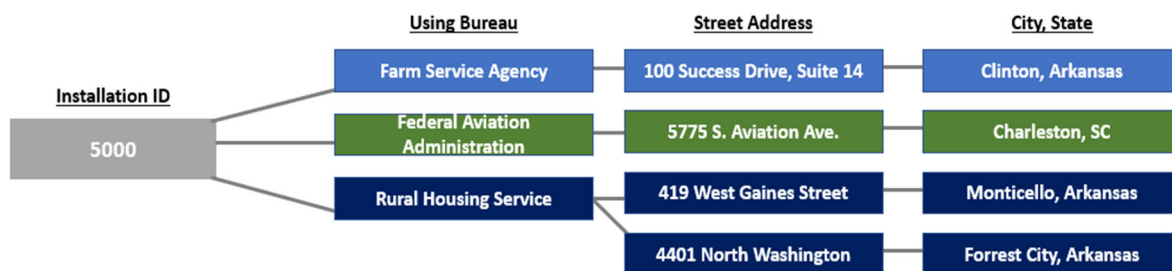 Using Bureau
Street Address
City, State
Farm Service Agency
100 Success Drive, Suite 14
Clinton, Arkansas
Installation ID
5000
Federal Aviation
Administration
5775 S. Aviation Ave.
Charleston, SC
Rural Housing Service
419 West Gaines Street
Monticello, Arkansas
4401 North Washington
Forrest City, Arkansas